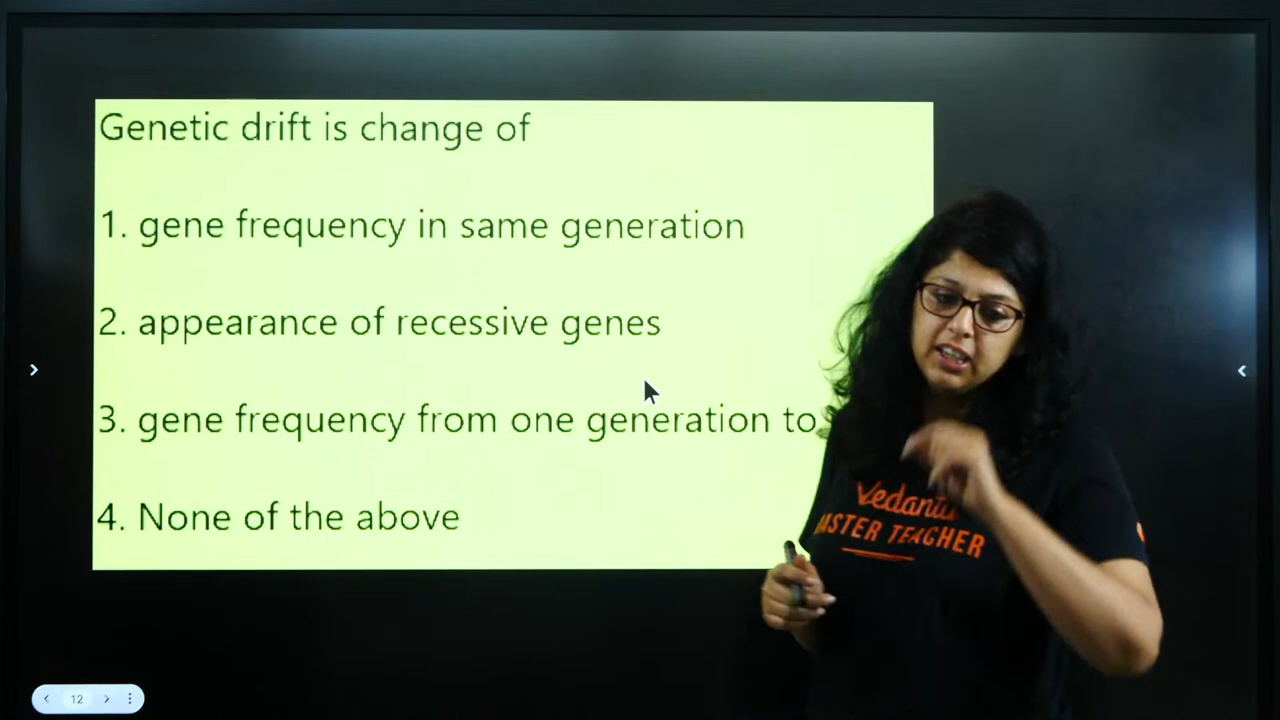 Genetic drift is change of
1. gene frequency in same generation
2. appearance of recessive genes
3. gene frequency from one generation to
4. None of the above
Vedantu
MASTER TEACHER
12